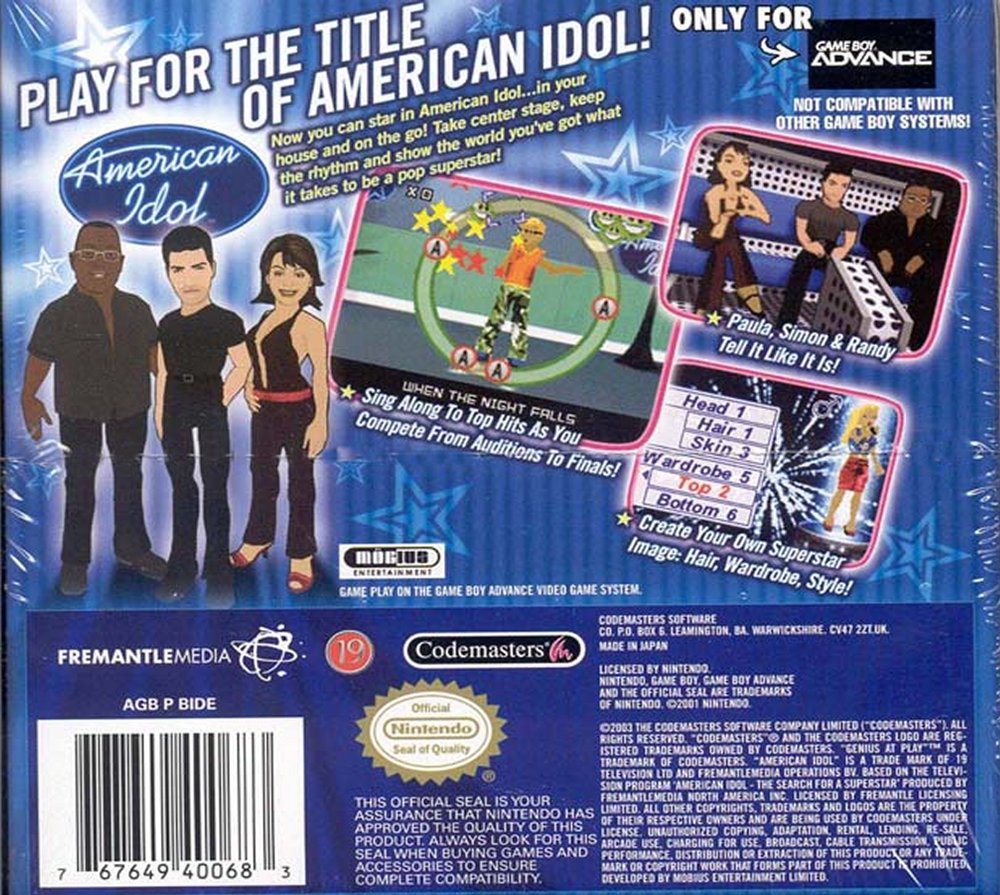 PLAY FOR THE TITLE
OF AMERICAN IDOL!
ONLY FOR
GAME BOY
ADVANCE
NOT COMPATIBLE WITH
OTHER GAME BOY SYSTEMS!
Now you can star in American Idol...in your
house and on the go! Take center stage, keep
the rhythm and show the world you've got what
it takes to be a pop superstar!
American
Idol
A
A
A
A
WHEN THE NIGHT FALLS
Sing Along To Top Hits As You
Compete From Auditions To Finals!
Paula, Simon & Randy
Tell It Like It Is!
Head 1
Hair 1
Skin 3
Wardrobe 5
Top 2
Bottom 6
Create Your Own Superstar
Image: Hair, Wardrobe, Style!
möbius
ENTERTAINMENT
GAME PLAY ON THE GAME BOY ADVANCE VIDEO GAME SYSTEM.
FREMANTLEMEDIA
19
Codemasters
AGB P BIDE
7 67649 40068 3
Official
Nintendo
Seal of Quality
®
THIS OFFICIAL SEAL IS YOUR
ASSURANCE THAT NINTENDO HAS
APPROVED THE QUALITY OF THIS
PRODUCT. ALWAYS LOOK FOR THIS
SEAL WHEN BUYING GAMES AND
ACCESSORIES TO ENSURE
COMPLETE COMPATIBILITY.
CODEMASTERS SOFTWARE
CO. P.O. BOX 6. LEAMINGTON, BA. WARWICKSHIRE. CV47 2ZT.UK.
MADE IN JAPAN
LICENSED BY NINTENDO.
NINTENDO, GAME BOY, GAME BOY ADVANCE
AND THE OFFICIAL SEAL ARE TRADEMARKS
OF NINTENDO. ©2001 NINTENDO.
©2003 THE CODEMASTERS SOFTWARE COMPANY LIMITED ("CODEMASTERS"). ALL
RIGHTS RESERVED. "CODEMASTERS"® AND THE CODEMASTERS LOGO ARE REG-
ISTERED TRADEMARKS OWNED BY CODEMASTERS. "GENIUS AT PLAY"™ IS A
TRADEMARK OF CODEMASTERS. "AMERICAN IDOL" IS A TRADE MARK OF 19
TELEVISION LTD AND FREMANTLEMEDIA OPERATIONS BV. BASED ON THE TELEVI-
SION PROGRAM 'AMERICAN IDOL - THE SEARCH FOR A SUPERSTAR' PRODUCED BY
FREMANTLEMEDIA NORTH AMERICA INC. LICENSED BY FREMANTLE LICENSING
LIMITED. ALL OTHER COPYRIGHTS, TRADEMARKS AND LOGOS ARE THE PROPERTY
OF THEIR RESPECTIVE OWNERS AND ARE BEING USED BY CODEMASTERS UNDER
LICENSE. UNAUTHORIZED COPYING, ADAPTATION, RENTAL, LENDING, RE-SALE,
ARCADE USE, CHARGING FOR USE, BROADCAST, CABLE TRANSMISSION, PUBLIC
PERFORMANCE, DISTRIBUTION OR EXTRACTION OF THIS PRODUCT OR ANY TRADE-
MARK OR COPYRIGHT WORK THAT FORMS PART OF THIS PRODUCT IS PROHIBITED.
DEVELOPED BY MOBIUS ENTERTAINMENT LIMITED.